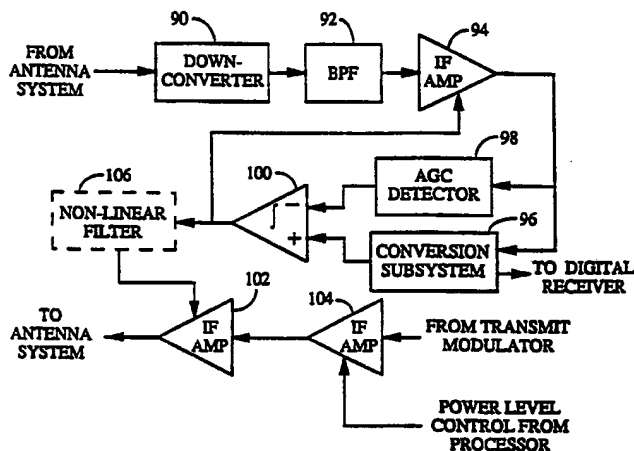 90
92
94
FROM
ANTENNA
SYSTEM
DOWN-
CONVERTER
BPF
IF
AMP
98
AGC
DETECTOR
106
NON-LINEAR
FILTER
100
∫ −
+
96
CONVERSION
SUBSYSTEM
TO DIGITAL
RECEIVER
102
104
TO
ANTENNA
SYSTEM
IF
AMP
IF
AMP
FROM TRANSMIT
MODULATOR
POWER LEVEL
CONTROL FROM
PROCESSOR